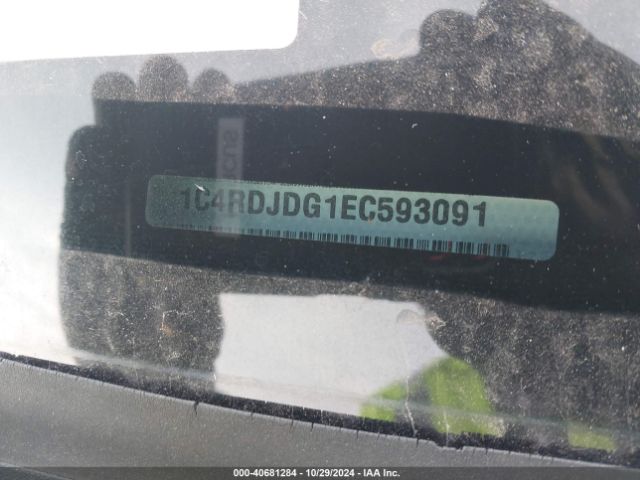 1C4RDJDG1EC593091
000-40681284 | 10/29/2024 - IAA Inc.